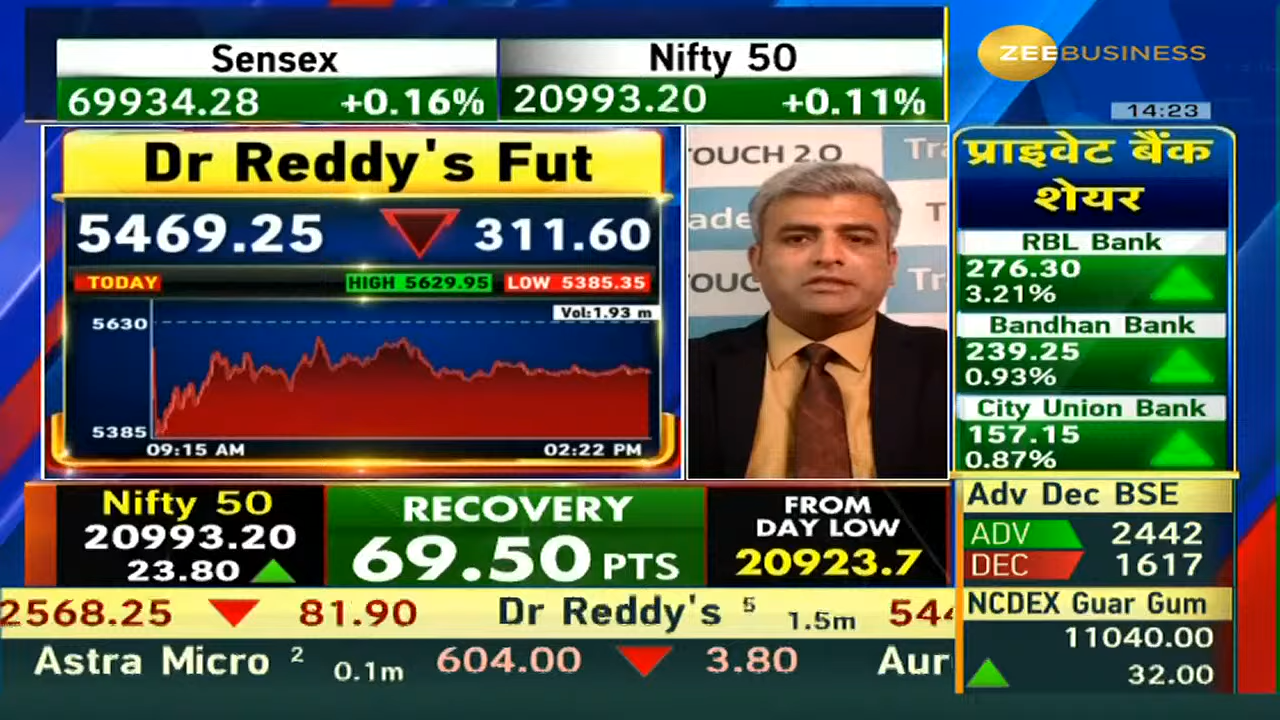 Sensex
69934.28 +0.16%
Nifty 50
20993.20 +0.11%
ZEEBUSINESS
14:23
Dr Reddy's Fut
5469.25 311.60
TODAY HIGH 5629.95 LOW 5385.35
Vol:1.93 m
5630
5385
09:15 AM 02:22 PM
OUCH 2.0
प्राइवेट बैंक
शेयर
RBL Bank
276.30
3.21%
Bandhan Bank
239.25
0.93%
City Union Bank
157.15
0.87%
Adv Dec BSE
ADV 2442
DEC 1617
NCDEX Guar Gum
11040.00
32.00
Nifty 50
20993.20
23.80
RECOVERY
69.50 PTS
FROM
DAY LOW
20923.7
2568.25 81.90 Dr Reddy's 5 1.5m 544
Astra Micro 2 0.1m 604.00 3.80 Aur